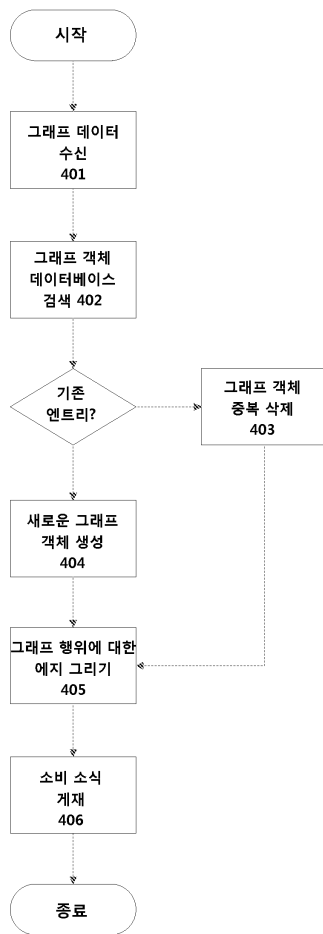 시작
그래프 데이터
수신
401
그래프 객체
데이터베이스
검색 402
기존
엔트리?
그래프 객체
중복 삭제
403
새로운 그래프
객체 생성
404
그래프 행위에 대한
에지 그리기
405
소비 소식
게재
406
종료